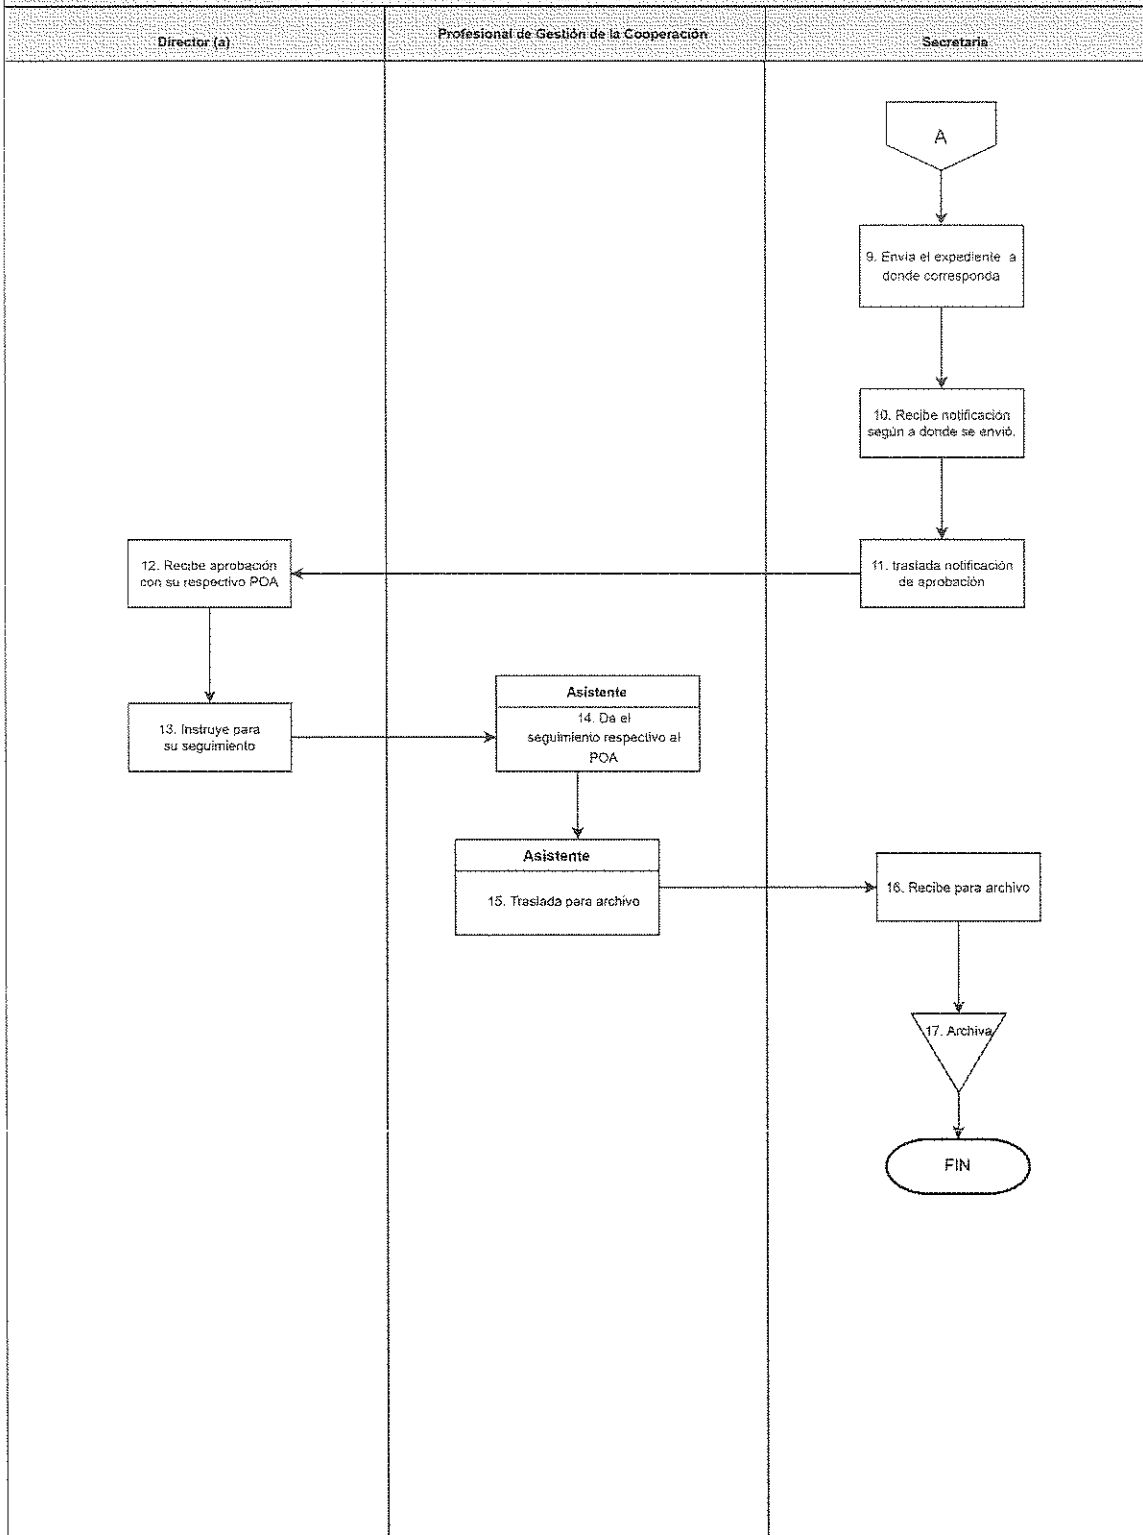 Director (a)
Profesional de Gestión de la Cooperación
Secretaria
A
9. Envía el expediente a
donde corresponda
10. Recibe notificación
según a donde se envió.
11. traslada notificación
de aprobación
12. Recibe aprobación
con su respectivo POA
13. Instruye para
su seguimiento
Asistente
14. Da el
seguimiento respectivo al
POA
Asistente
15. Traslada para archivo
16. Recibe para archivo
17. Archiva
FIN